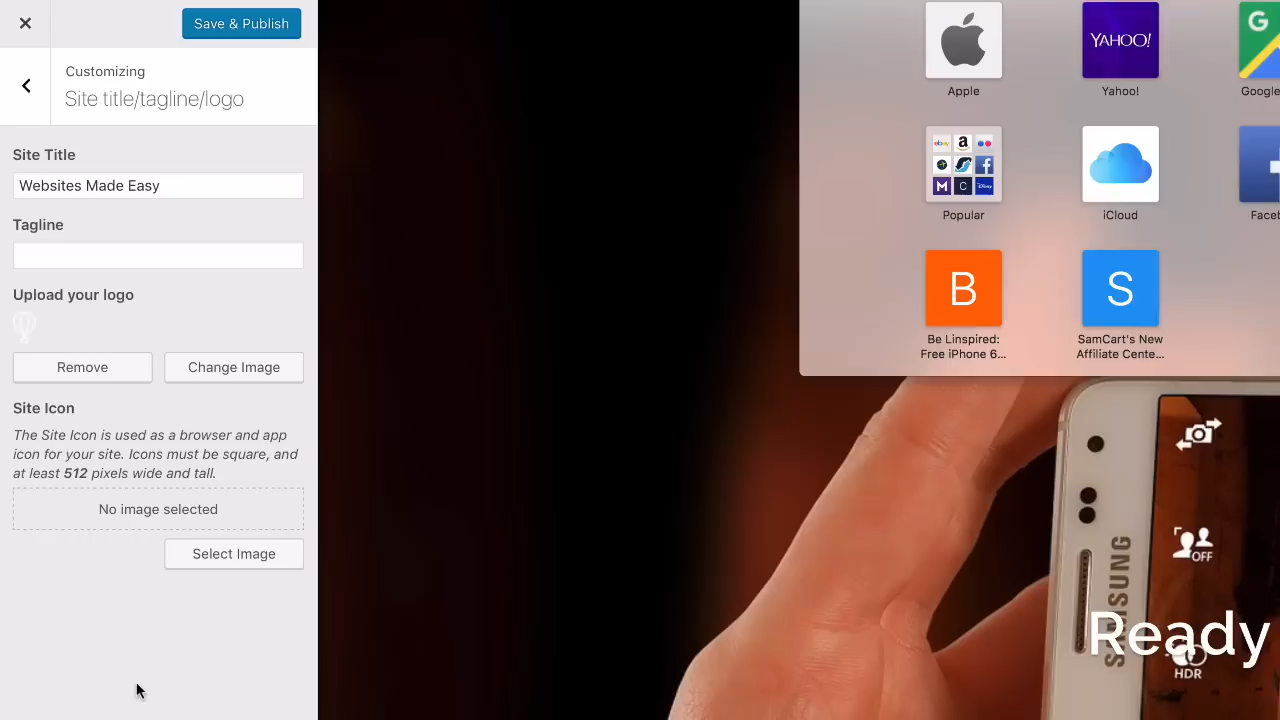 Save & Publish
Customizing
Site title/tagline/logo
Site Title
Websites Made Easy
Tagline
Upload your logo
Remove
Change Image
Site Icon
The Site Icon is used as a browser and app
icon for your site. Icons must be square, and
at least 512 pixels wide and tall.
No image selected
Select Image
YAHOO!
G
Apple
Yahoo!
Google
ebay
a
M
C
Disney
Popular
iCloud
Faceb
B
S
Be Linspired:
Free iPhone 6...
SamCart's New
Affiliate Cente...
OFF
SAMSUNG
Ready
HDR